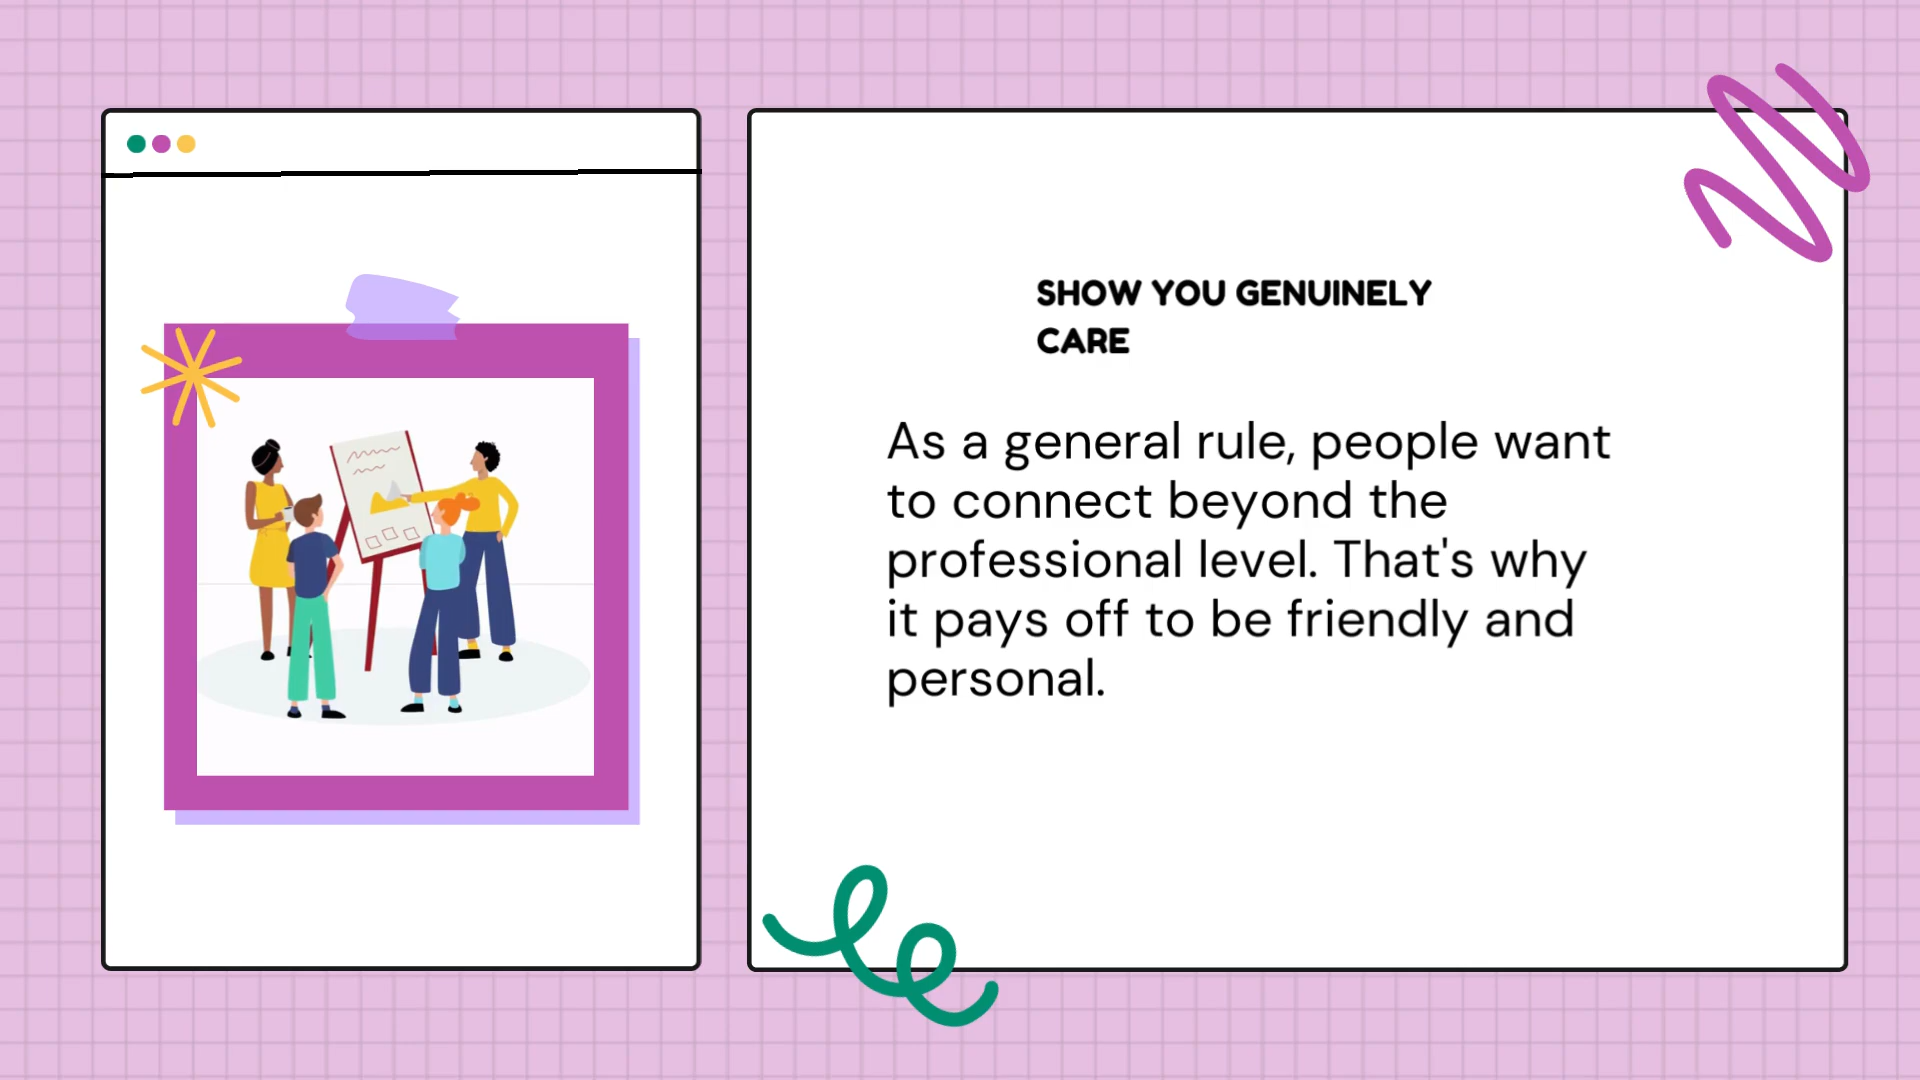 SHOW YOU GENUINELY
CARE
As a general rule, people want
to connect beyond the
professional level. That's why
it pays off to be friendly and
personal.